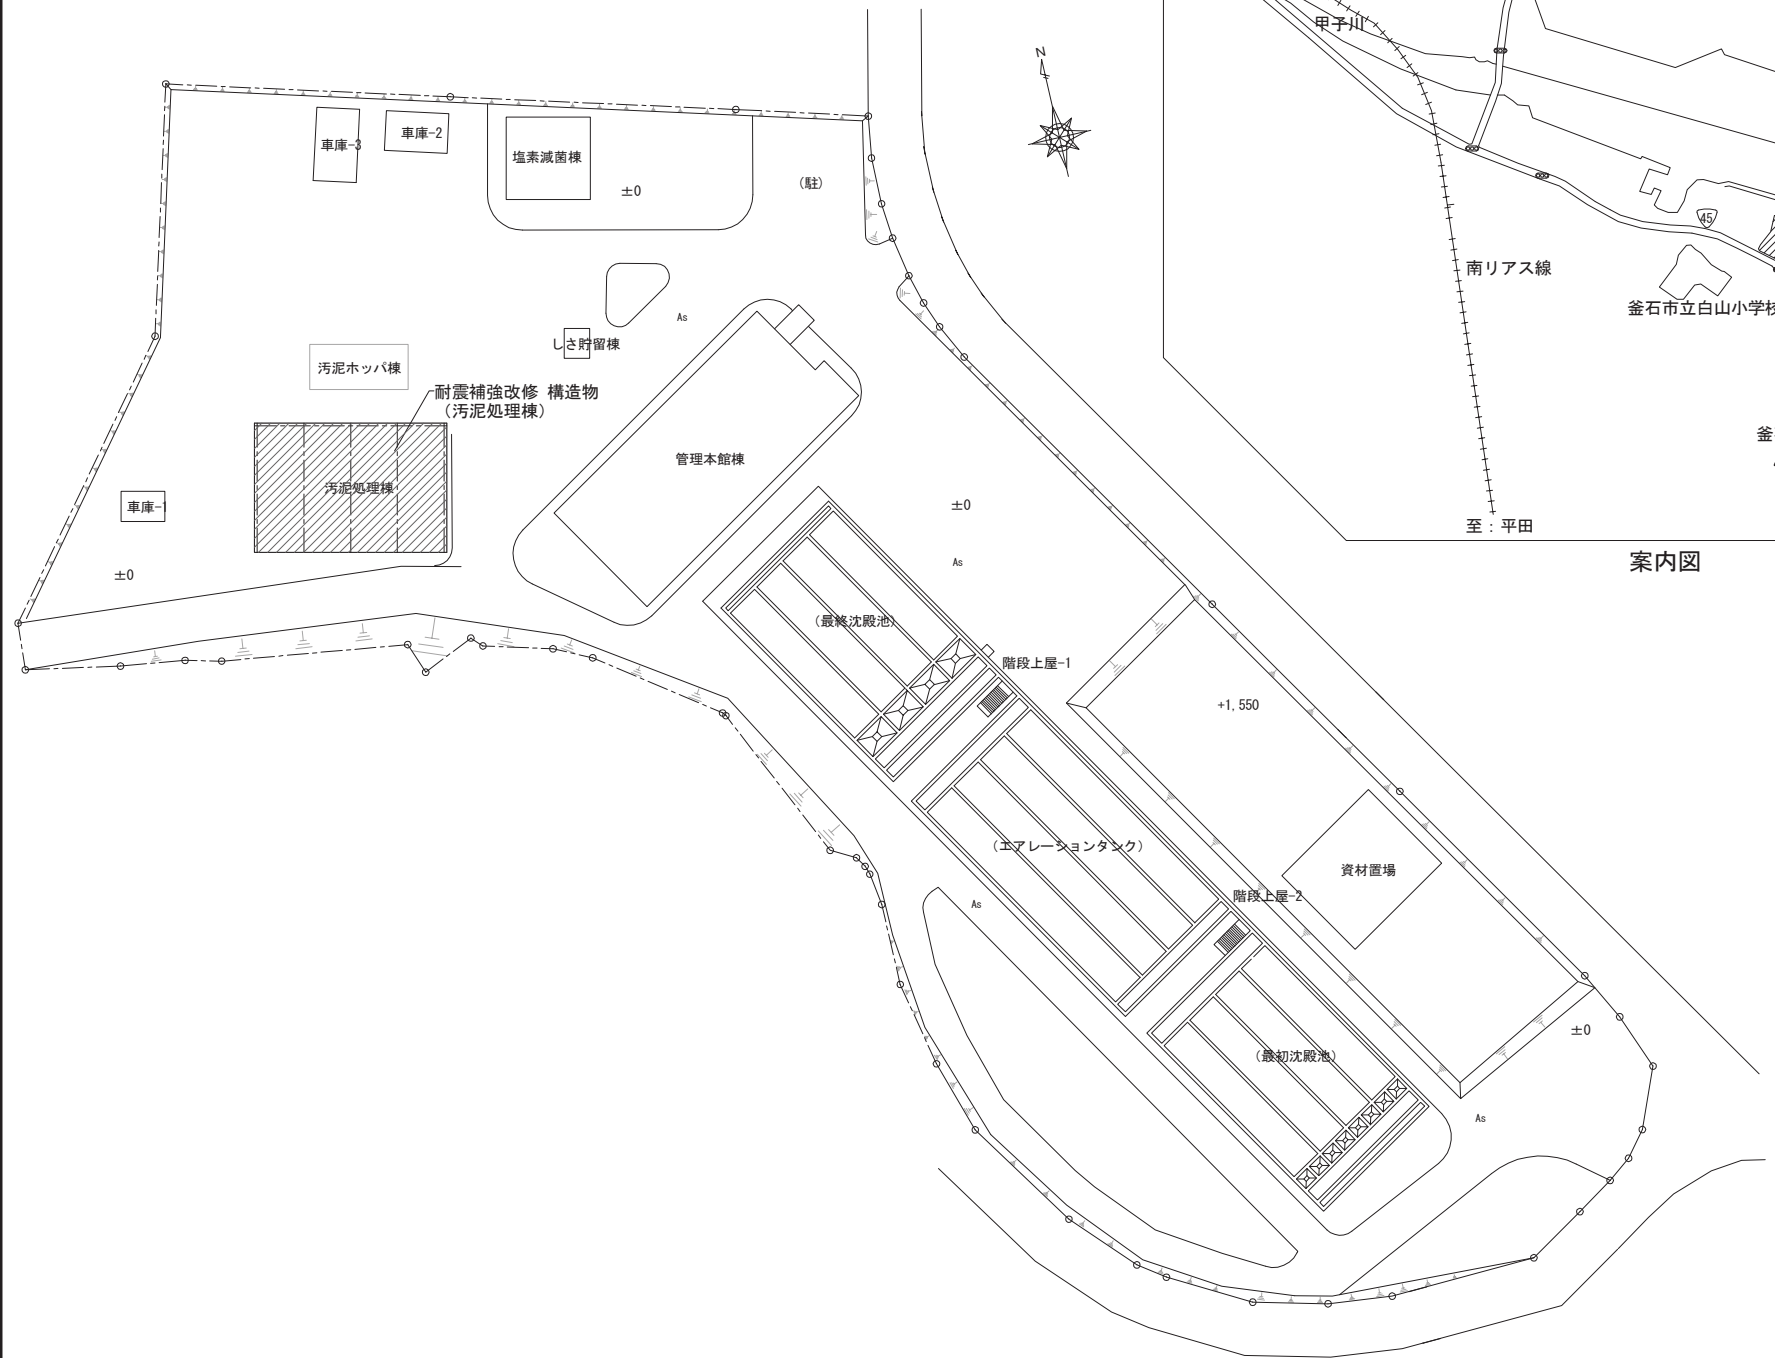 甲子川
N
車庫-3
車庫-2
塩素減菌棟
±0
(駐)
45
南リアス線
釜石市立白山小学校
As
しさ貯留棟
汚泥ホッパ棟
耐震補強改修 構造物
(汚泥処理棟)
釜
管理本館棟
汚泥処理棟
車庫-1
±0
±0
至：平田
案内図
As
(最終沈殿池)
階段上屋-1
+1,550
(エアレーションタンク)
資材置場
階段上屋-2
As
±0
(最初沈殿池)
As